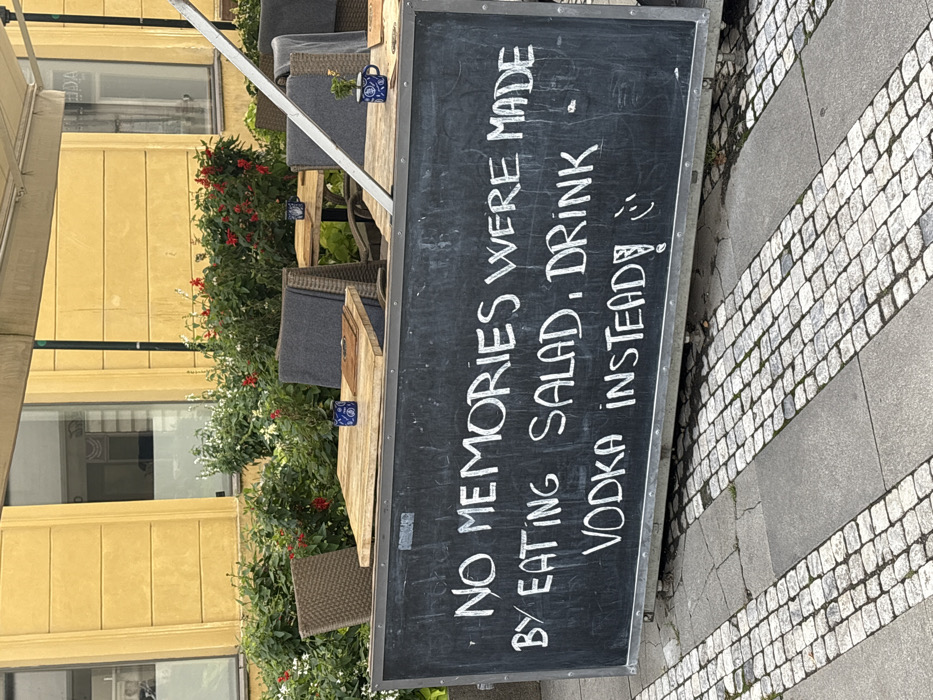 NO MEMORIES WERE MADE
BY EATING SALAD, DRINK
VODKA INSTEAD! :)